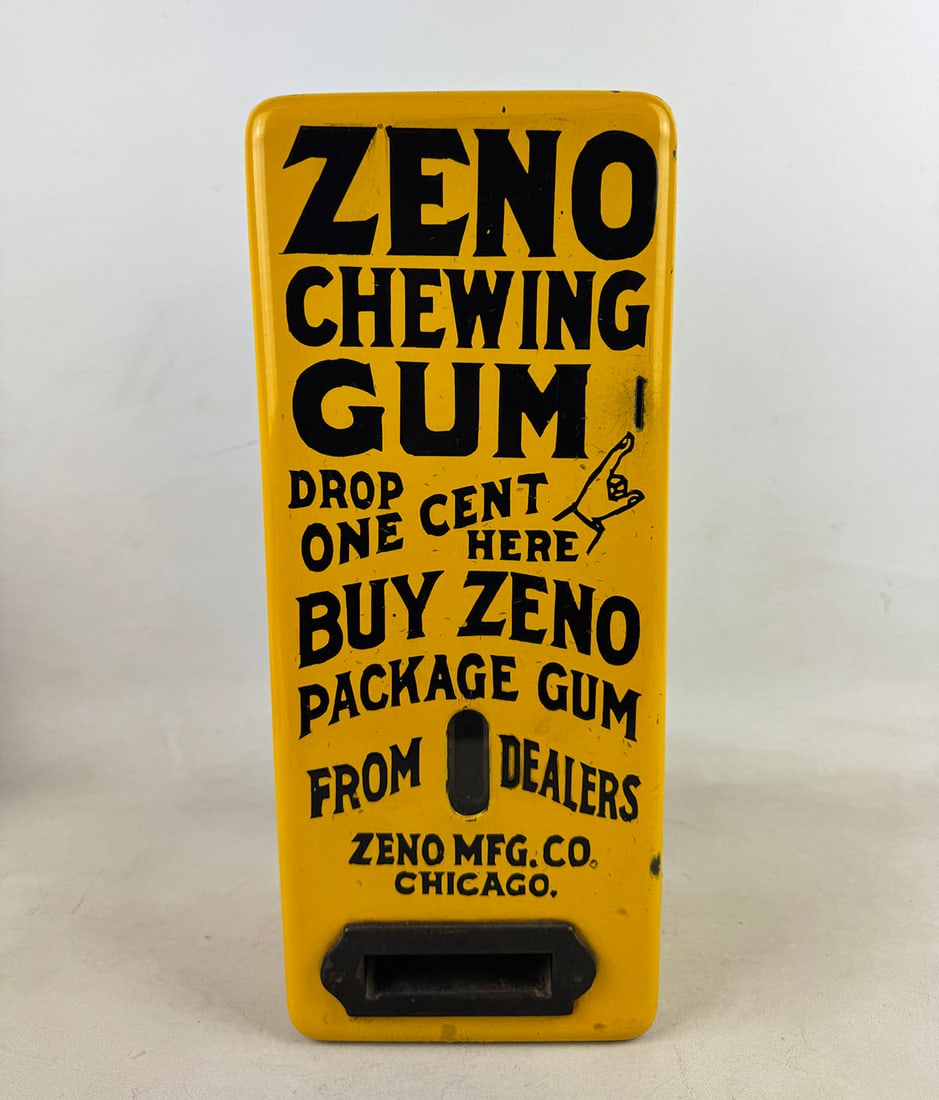 ZENO
CHEWING
GUM
DROP
ONE CENT
HERE
BUY ZENO
PACKAGE GUM
FROM DEALERS
ZENO MFG. CO.
CHICAGO.